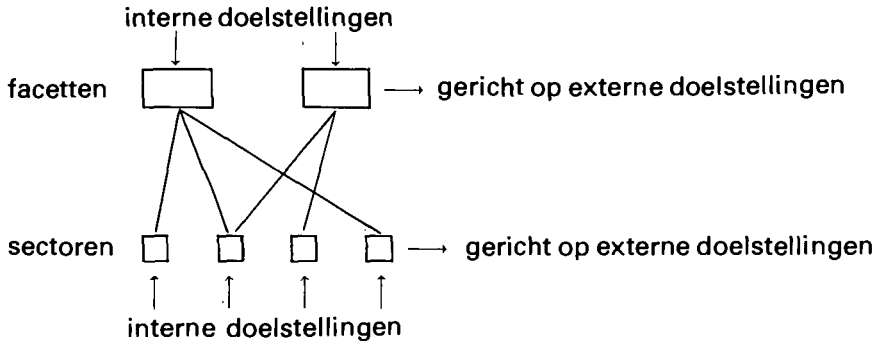 interne doelstellingen
facetten
gericht op externe doelstellingen
sectoren
gericht op externe doelstellingen
interne doelstellingen